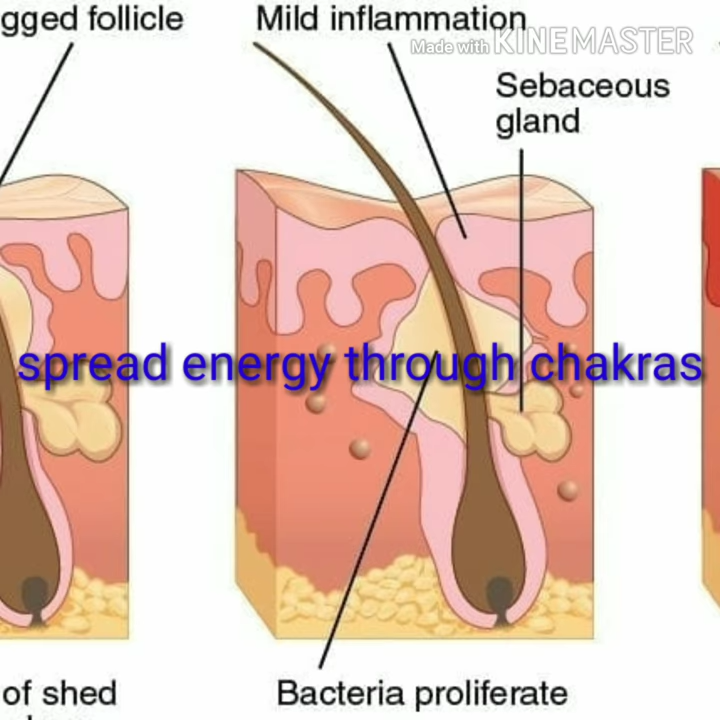 gged follicle
Mild inflammation
Made with KINEMASTER
Sebaceous
gland
spread energy through chakras
of shed
Bacteria proliferate